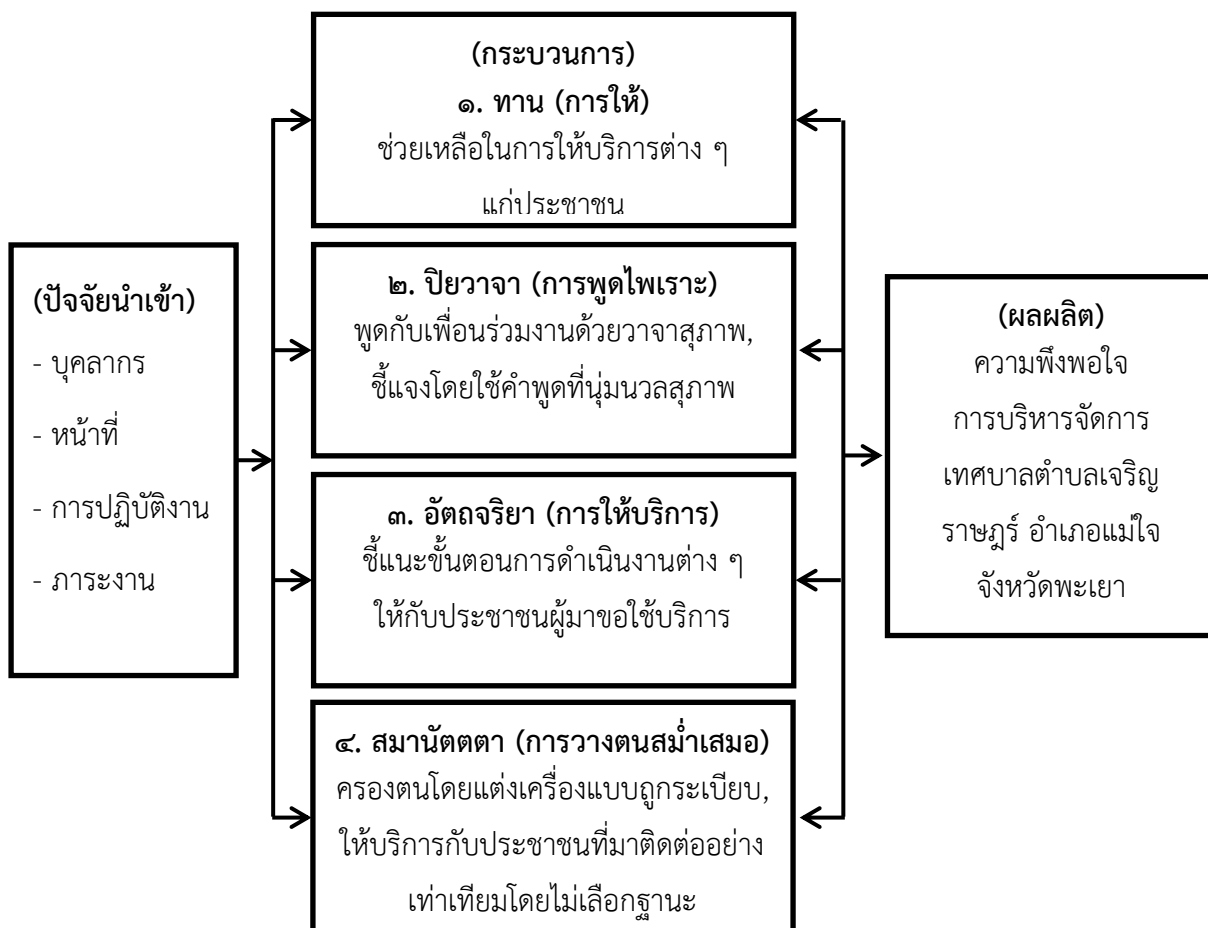 (ปัจจัยนำเข้า)
- บุคลากร
- หน้าที่
- การปฏิบัติงาน
- ภาระงาน
(กระบวนการ)
๑. ทาน (การให้)
ช่วยเหลือในการให้บริการต่าง ๆ
แก่ประชาชน
๒. ปิยวาจา (การพูดไพเราะ)
พูดกับเพื่อนร่วมงานด้วยวาจาสุภาพ,
ชี้แจงโดยใช้คำพูดที่นุ่มนวลสุภาพ
๓. อัตถจริยา (การให้บริการ)
ชี้แนะขั้นตอนการดำเนินงานต่าง ๆ
ให้กับประชาชนผู้มาขอใช้บริการ
๔. สมานัตตตา (การวางตนสม่ำเสมอ)
ครองตนโดยแต่งเครื่องแบบถูกระเบียบ,
ให้บริการกับประชาชนที่มาติดต่ออย่าง
เท่าเทียมโดยไม่เลือกฐานะ
(ผลผลิต)
ความพึงพอใจ
การบริหารจัดการ
เทศบาลตำบลเจริญ
ราษฎร์ อำเภอแม่ใจ
จังหวัดพะเยา